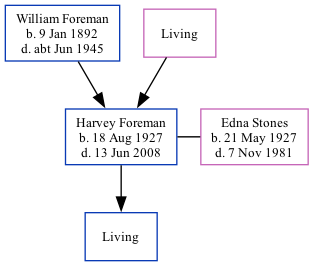 William Foreman
b. 9 Jan 1892
d. abt Jun 1945
Living
Harvey Foreman
b. 18 Aug 1927
d. 13 Jun 2008
Edna Stones
b. 21 May 1927
d. 7 Nov 1981
Living